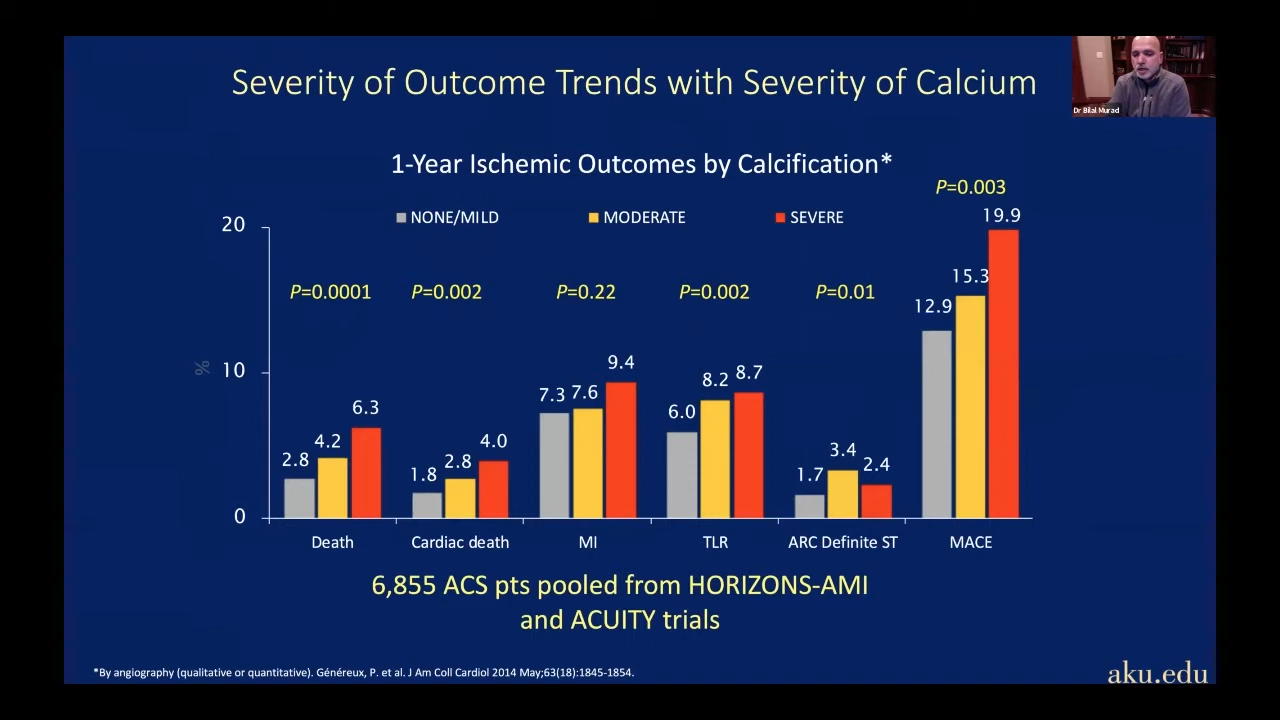 Severity of Outcome Trends with Severity of Calcium
Dr Bilal Murad
1-Year Ischemic Outcomes by Calcification*
P=0.003
NONE/MILD MODERATE SEVERE
19.9
20
P=0.0001 P=0.002 P=0.22 P=0.002 P=0.01
15.3
12.9
% 10
9.4
8.2 8.7
7.3 7.6
6.3
6.0
4.2
4.0
3.4
2.8
2.8
2.4
1.8
1.7
0
Death Cardiac death MI TLR ARC Definite ST MACE
6,855 ACS pts pooled from HORIZONS-AMI
and ACUITY trials
*By angiography (qualitative or quantitative). Généreux, P. et al. J Am Coll Cardiol 2014 May;63(18):1845-1854.
aku.edu